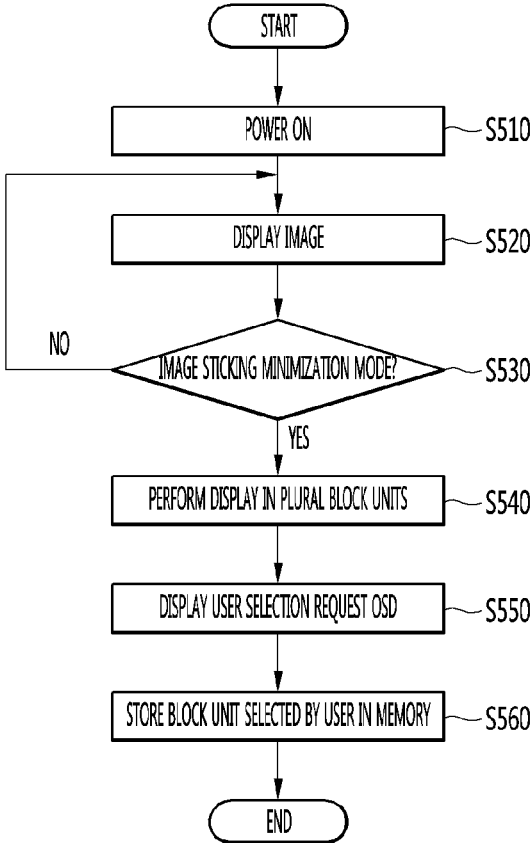 START
POWER ON
S510
DISPLAY IMAGE
S520
NO
IMAGE STICKING MINIMIZATION MODE?
S530
YES
PERFORM DISPLAY IN PLURAL BLOCK UNITS
S540
DISPLAY USER SELECTION REQUEST OSD
S550
STORE BLOCK UNIT SELECTED BY USER IN MEMORY
S560
END